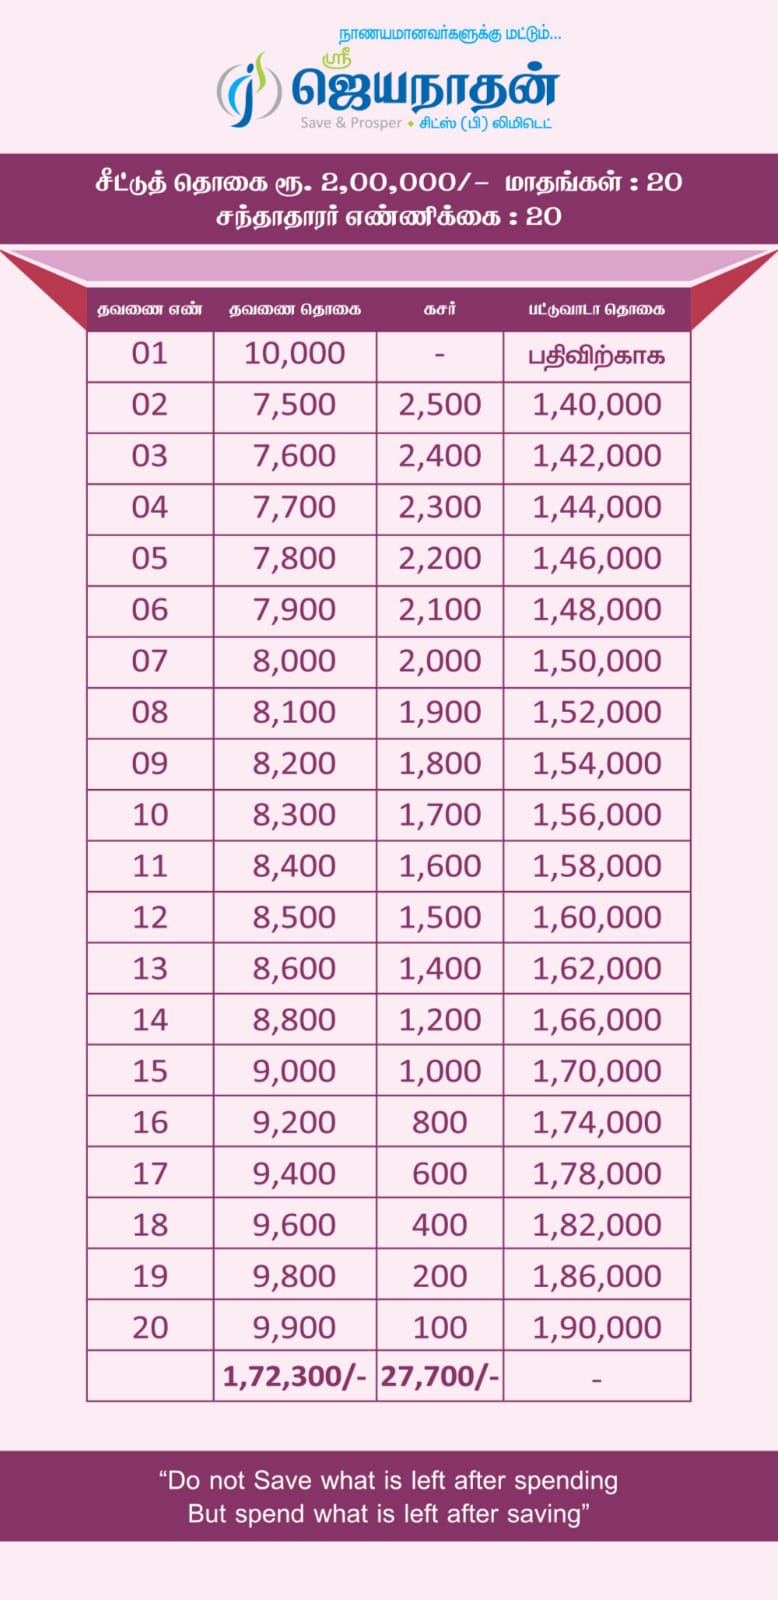 நாணயமானவர்களுக்கு மட்டும்...
ஸ்ரீ
ஜெயநாதன்
Save & Prosper • சிட்ஸ் (பி) லிமிடெட்
சீட்டுத் தொகை ரூ. 2,00,000/- மாதங்கள் : 20
சந்தாதாரர் எண்ணிக்கை : 20
தவணை எண் தவணை தொகை கசர் பட்டுவாடா தொகை
01 10,000 - பதிவிற்காக
02 7,500 2,500 1,40,000
03 7,600 2,400 1,42,000
04 7,700 2,300 1,44,000
05 7,800 2,200 1,46,000
06 7,900 2,100 1,48,000
07 8,000 2,000 1,50,000
08 8,100 1,900 1,52,000
09 8,200 1,800 1,54,000
10 8,300 1,700 1,56,000
11 8,400 1,600 1,58,000
12 8,500 1,500 1,60,000
13 8,600 1,400 1,62,000
14 8,800 1,200 1,66,000
15 9,000 1,000 1,70,000
16 9,200 800 1,74,000
17 9,400 600 1,78,000
18 9,600 400 1,82,000
19 9,800 200 1,86,000
20 9,900 100 1,90,000
1,72,300/- 27,700/- -
“Do not Save what is left after spending
But spend what is left after saving”